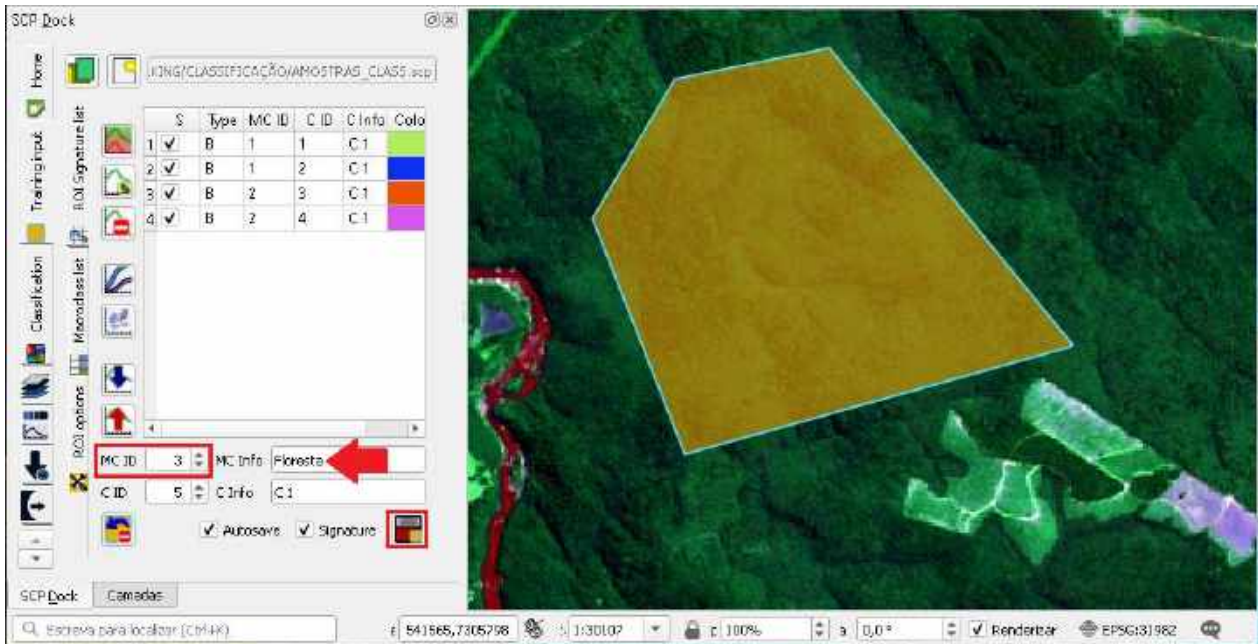 SCP Dock
Home
Training input
Classification
ROI Signature list
Macroclass list
ROI options
.KING/CLASSIFICAÇÃO/AMOSTRAS_CLASS.scp
S Type MC ID C ID C Info Colo
1 B 1 1 C 1
2 B 1 2 C 1
3 B 2 3 C 1
4 B 2 4 C 1
MC ID 3 MC Info Floresta
C ID 5 C Info C 1
Autosave Signature
SCP Dock Camadas
Escreva para localizar (Ctrl+K) 541565,7305798 1:30107 100% 0,0 ° Renderizar EPSG:31982